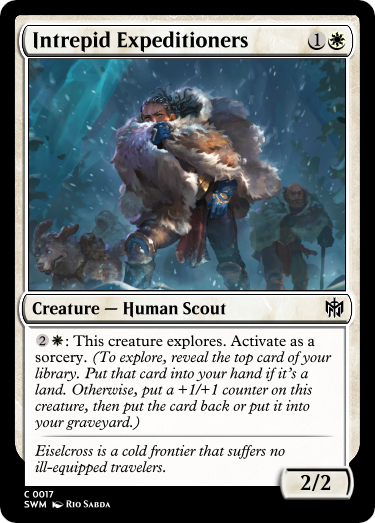 Intrepid Expeditioners 1
Creature — Human Scout
2 : This creature explores. Activate as a
sorcery. (To explore, reveal the top card of your
library. Put that card into your hand if it's a
land. Otherwise, put a +1/+1 counter on this
creature, then put the card back or put it into
your graveyard.)
Eiselcross is a cold frontier that suffers no
ill-equipped travelers.
2/2
C 0017
SWM Rio Sabda